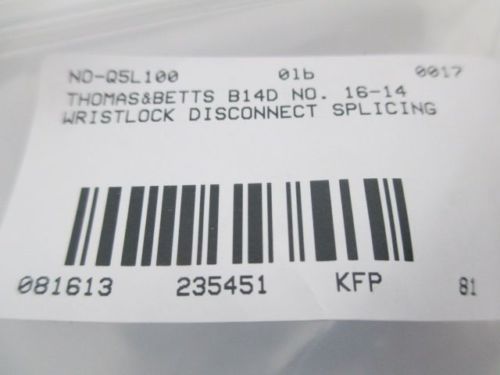 NO-Q5L100 01b 0017
THOMAS&BETTS B14D NO. 16-14
WRISTLOCK DISCONNECT SPLICING
081613 235451 KFP 81